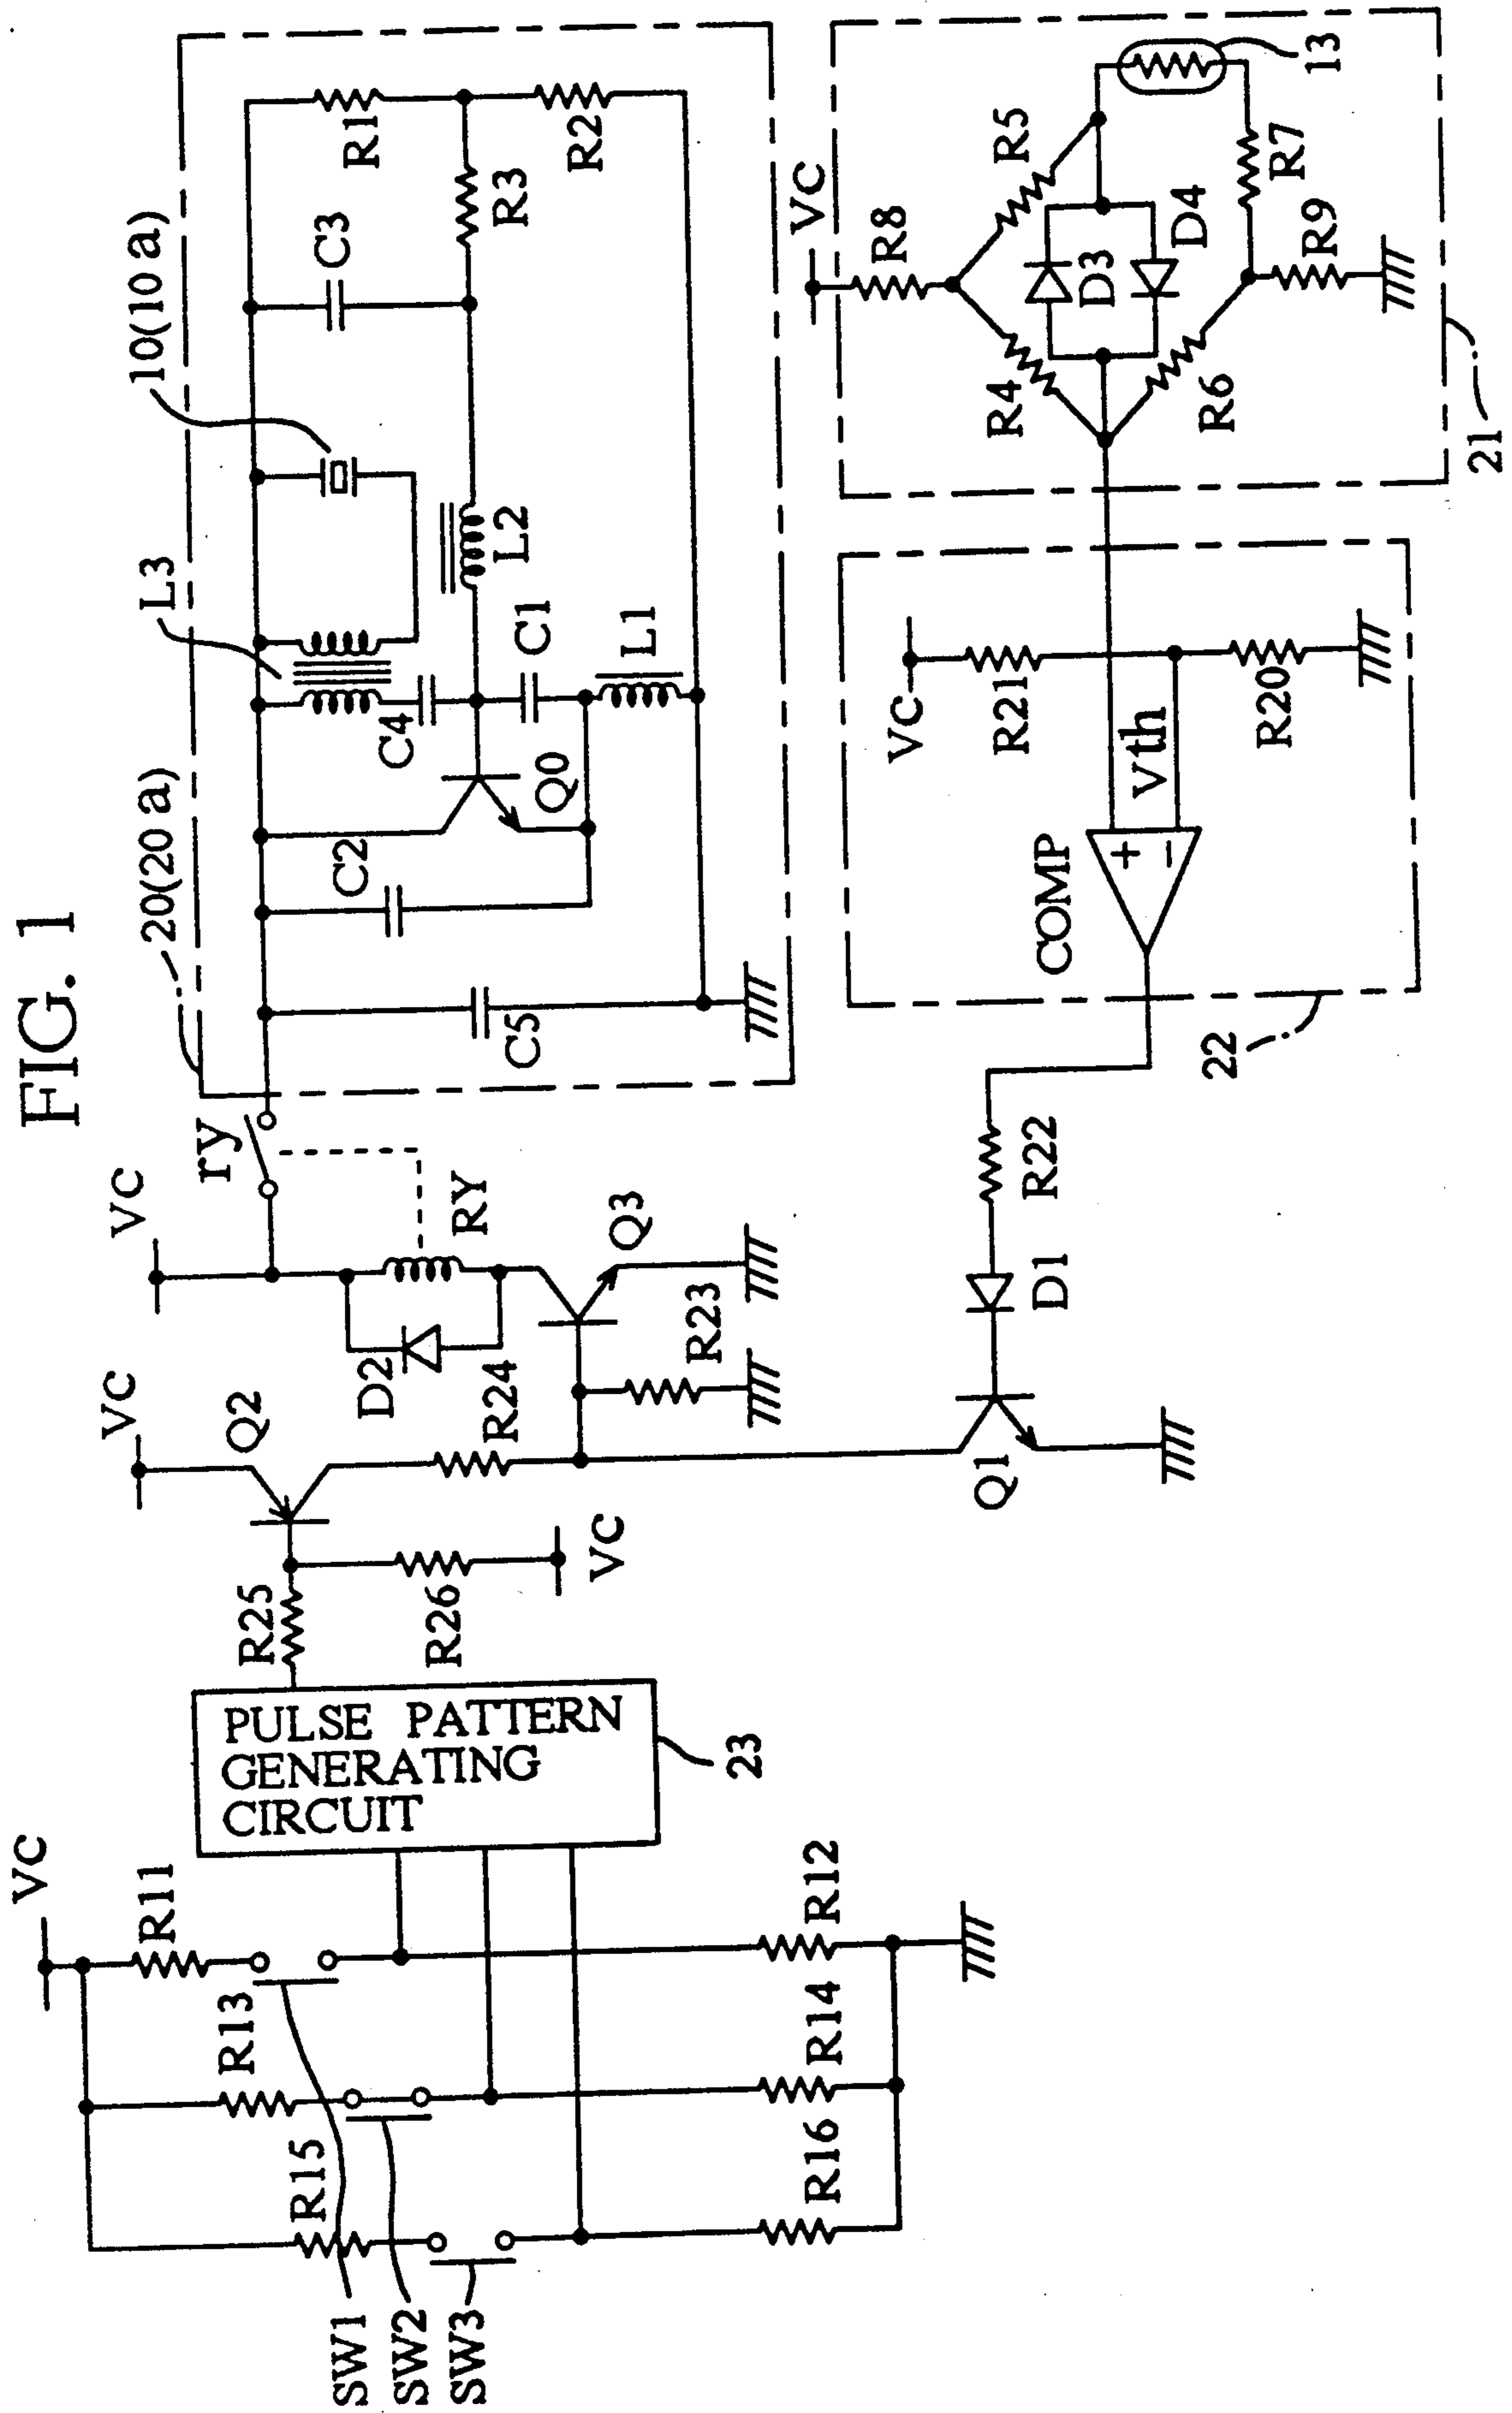 FIG. 1
VC
R11
R13
R15
SW1
SW2
SW3
R12
R14
R16
PULSE PATTERN
GENERATING
CIRCUIT
23
R25
R26
VC
VC
Q2
R24
R23
D2
RY
Q3
VC
ry
Q1
D1
R22
20(20a)
C5
C2
Q0
C4
C1
L1
L3
L2
10(10a)
C3
R3
R1
R2
22
COMP
+
−
Vth
VC
R21
R20
21
VC
R8
R4
R5
R6
D3
D4
R7
R9
13